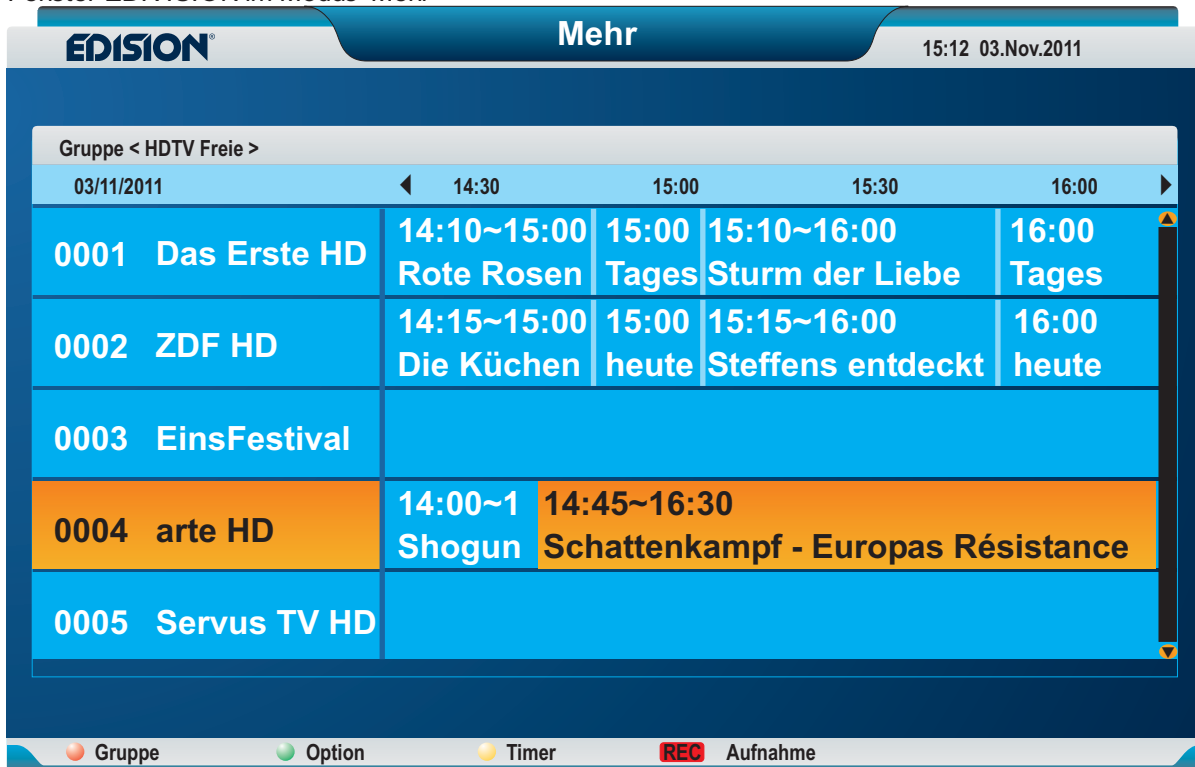 Mehr
EDISION®
15:12 03.Nov.2011
Gruppe < HDTV Freie >
03/11/2011 14:30 15:00 15:30 16:00
0001 Das Erste HD
14:10~15:00 15:00 15:10~16:00 16:00
Rote Rosen Tages Sturm der Liebe Tages
0002 ZDF HD
14:15~15:00 15:00 15:15~16:00 16:00
Die Küchen heute Steffens entdeckt heute
0003 EinsFestival
0004 arte HD
14:00~1 14:45~16:30
Shogun Schattenkampf - Europas Résistance
0005 Servus TV HD
Gruppe Option Timer REC Aufnahme